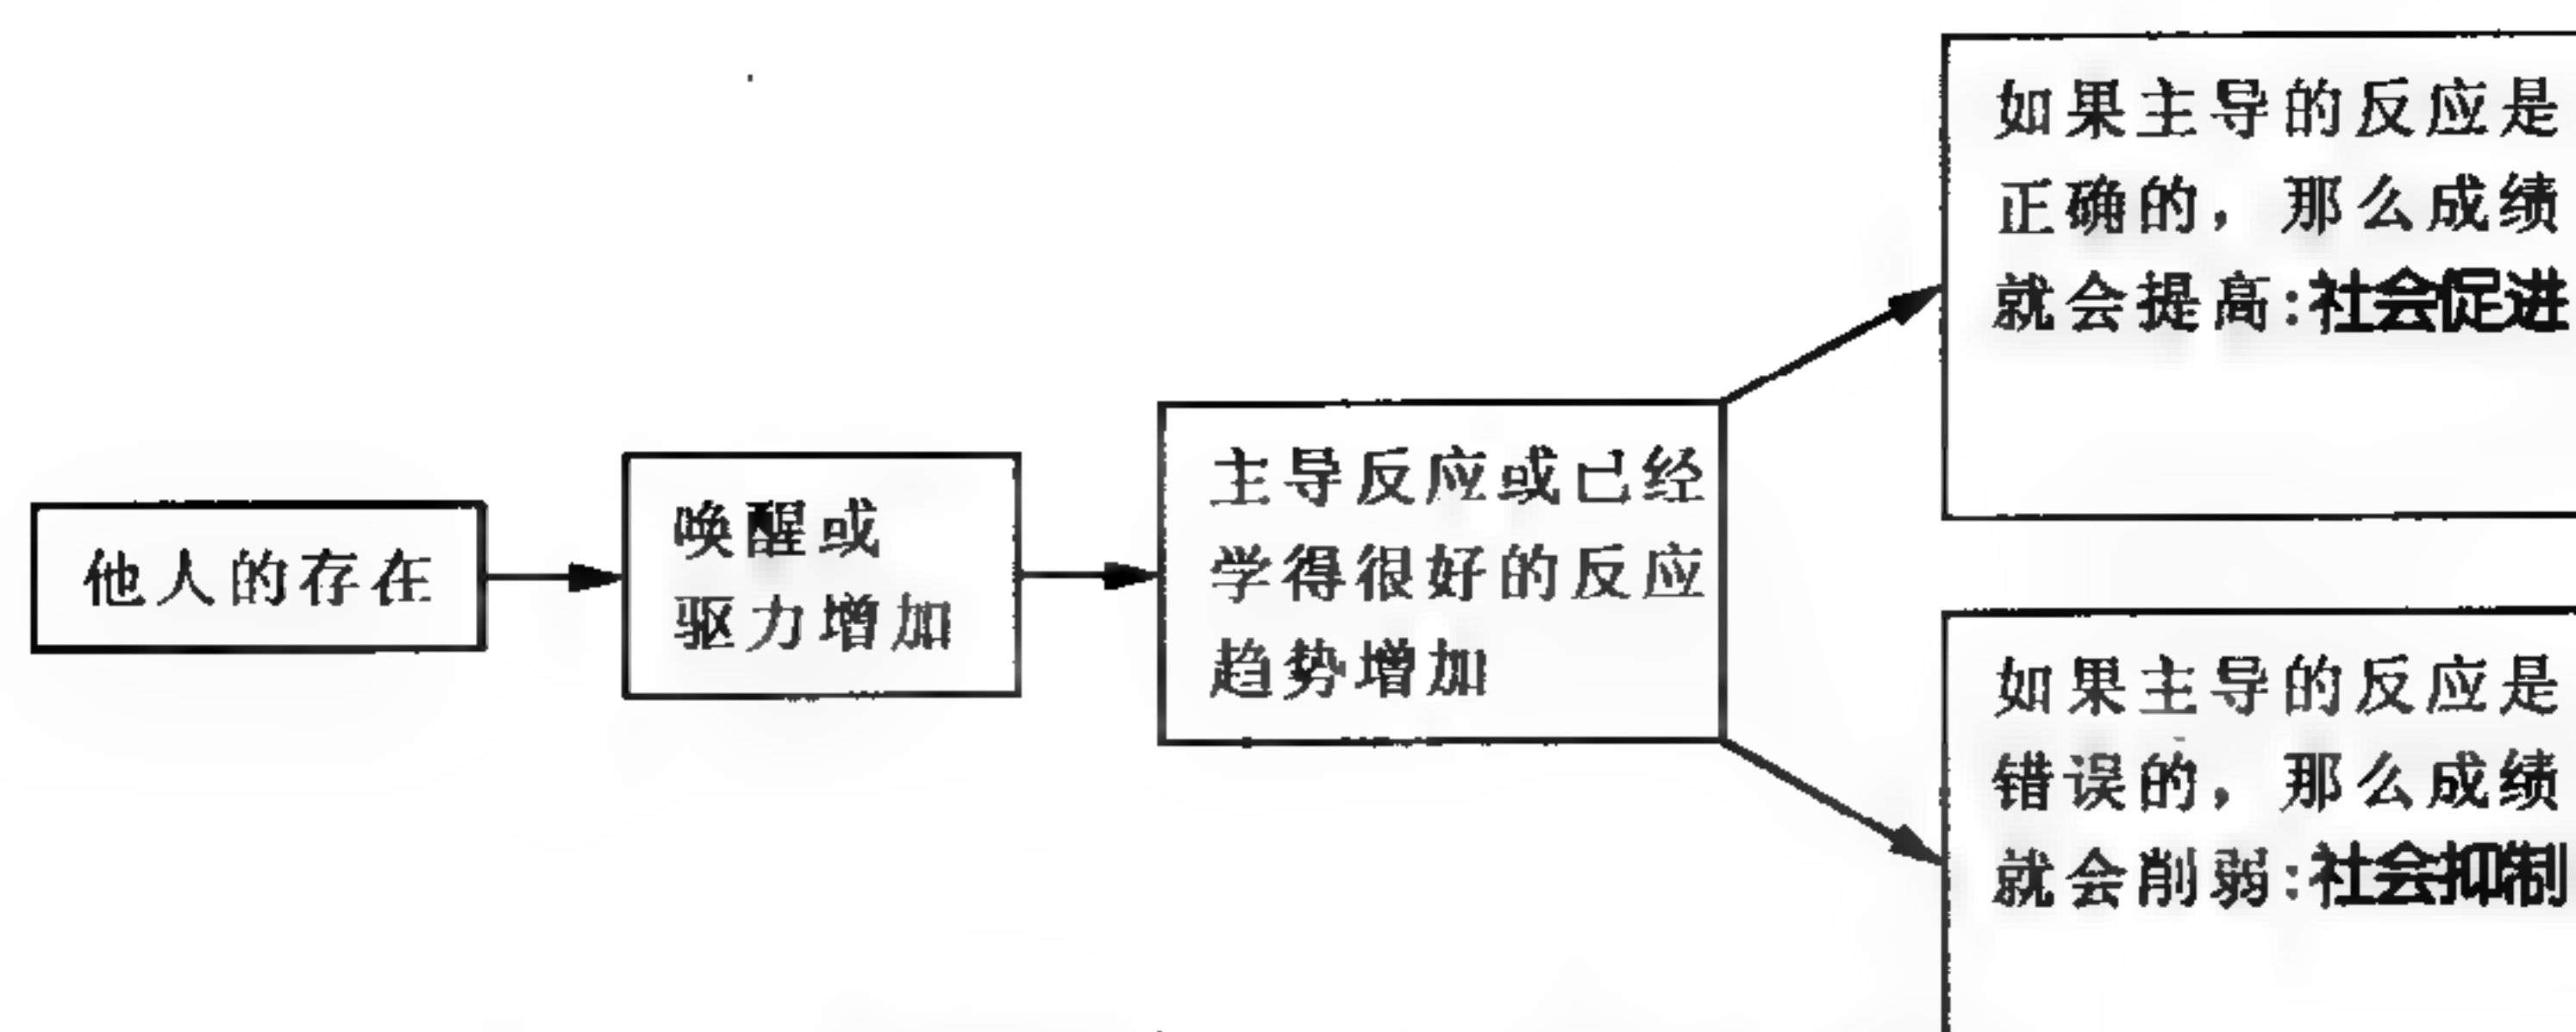 他人的存在
唤醒或
驱力增加
主导反应或已经
学得很好的反应
趋势增加
如果主导的反应是
正确的，那么成绩
就会提高:社会促进
如果主导的反应是
错误的，那么成绩
就会削弱:社会抑制